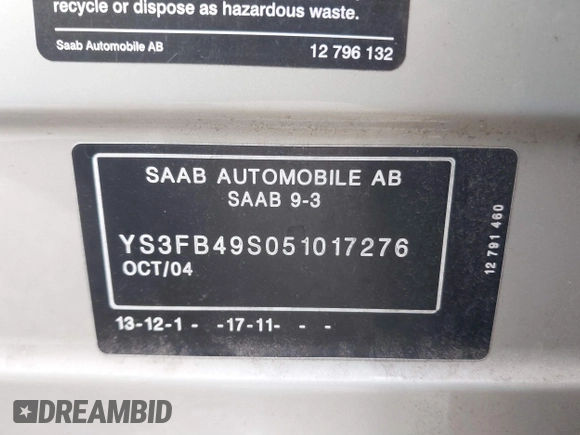 recycle or dispose as hazardous waste.
Saab Automobile AB 12 796 132
SAAB AUTOMOBILE AB
SAAB 9-3
YS3FB49S051017276
OCT/04
13-12-1 - -17-11- - -
12 791 460
DREAMBID